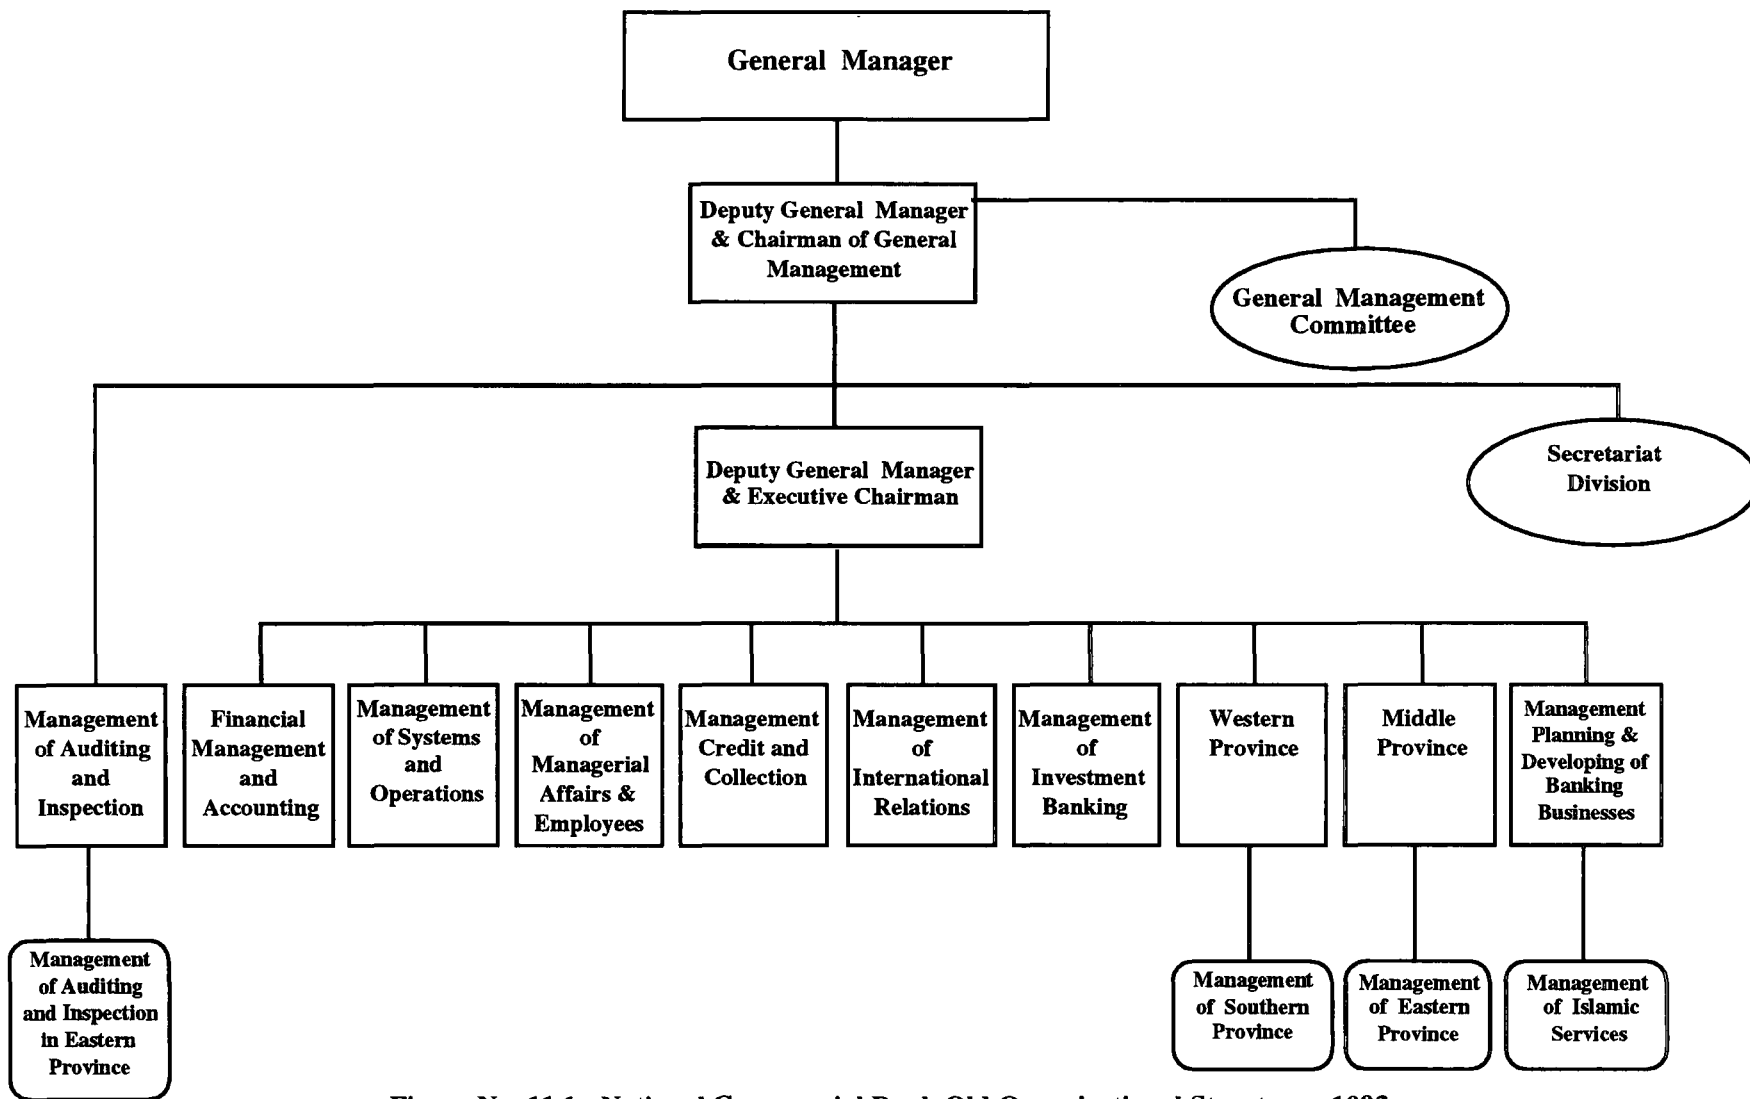 General Manager
Deputy General Manager
& Chairman of General
Management
General Management
Committee
Deputy General Manager
& Executive Chairman
Secretariat
Division
Management
of Auditing
and
Inspection
Financial
Management
and
Accounting
Management
of Systems
and
Operations
Management
of
Managerial
Affairs &
Employees
Management
Credit and
Collection
Management
of
International
Relations
Management
of
Investment
Banking
Western
Province
Middle
Province
Management
Planning &
Developing of
Banking
Businesses
Management
of Auditing
and Inspection
in Eastern
Province
Management
of Southern
Province
Management
of Eastern
Province
Management
of Islamic
Services